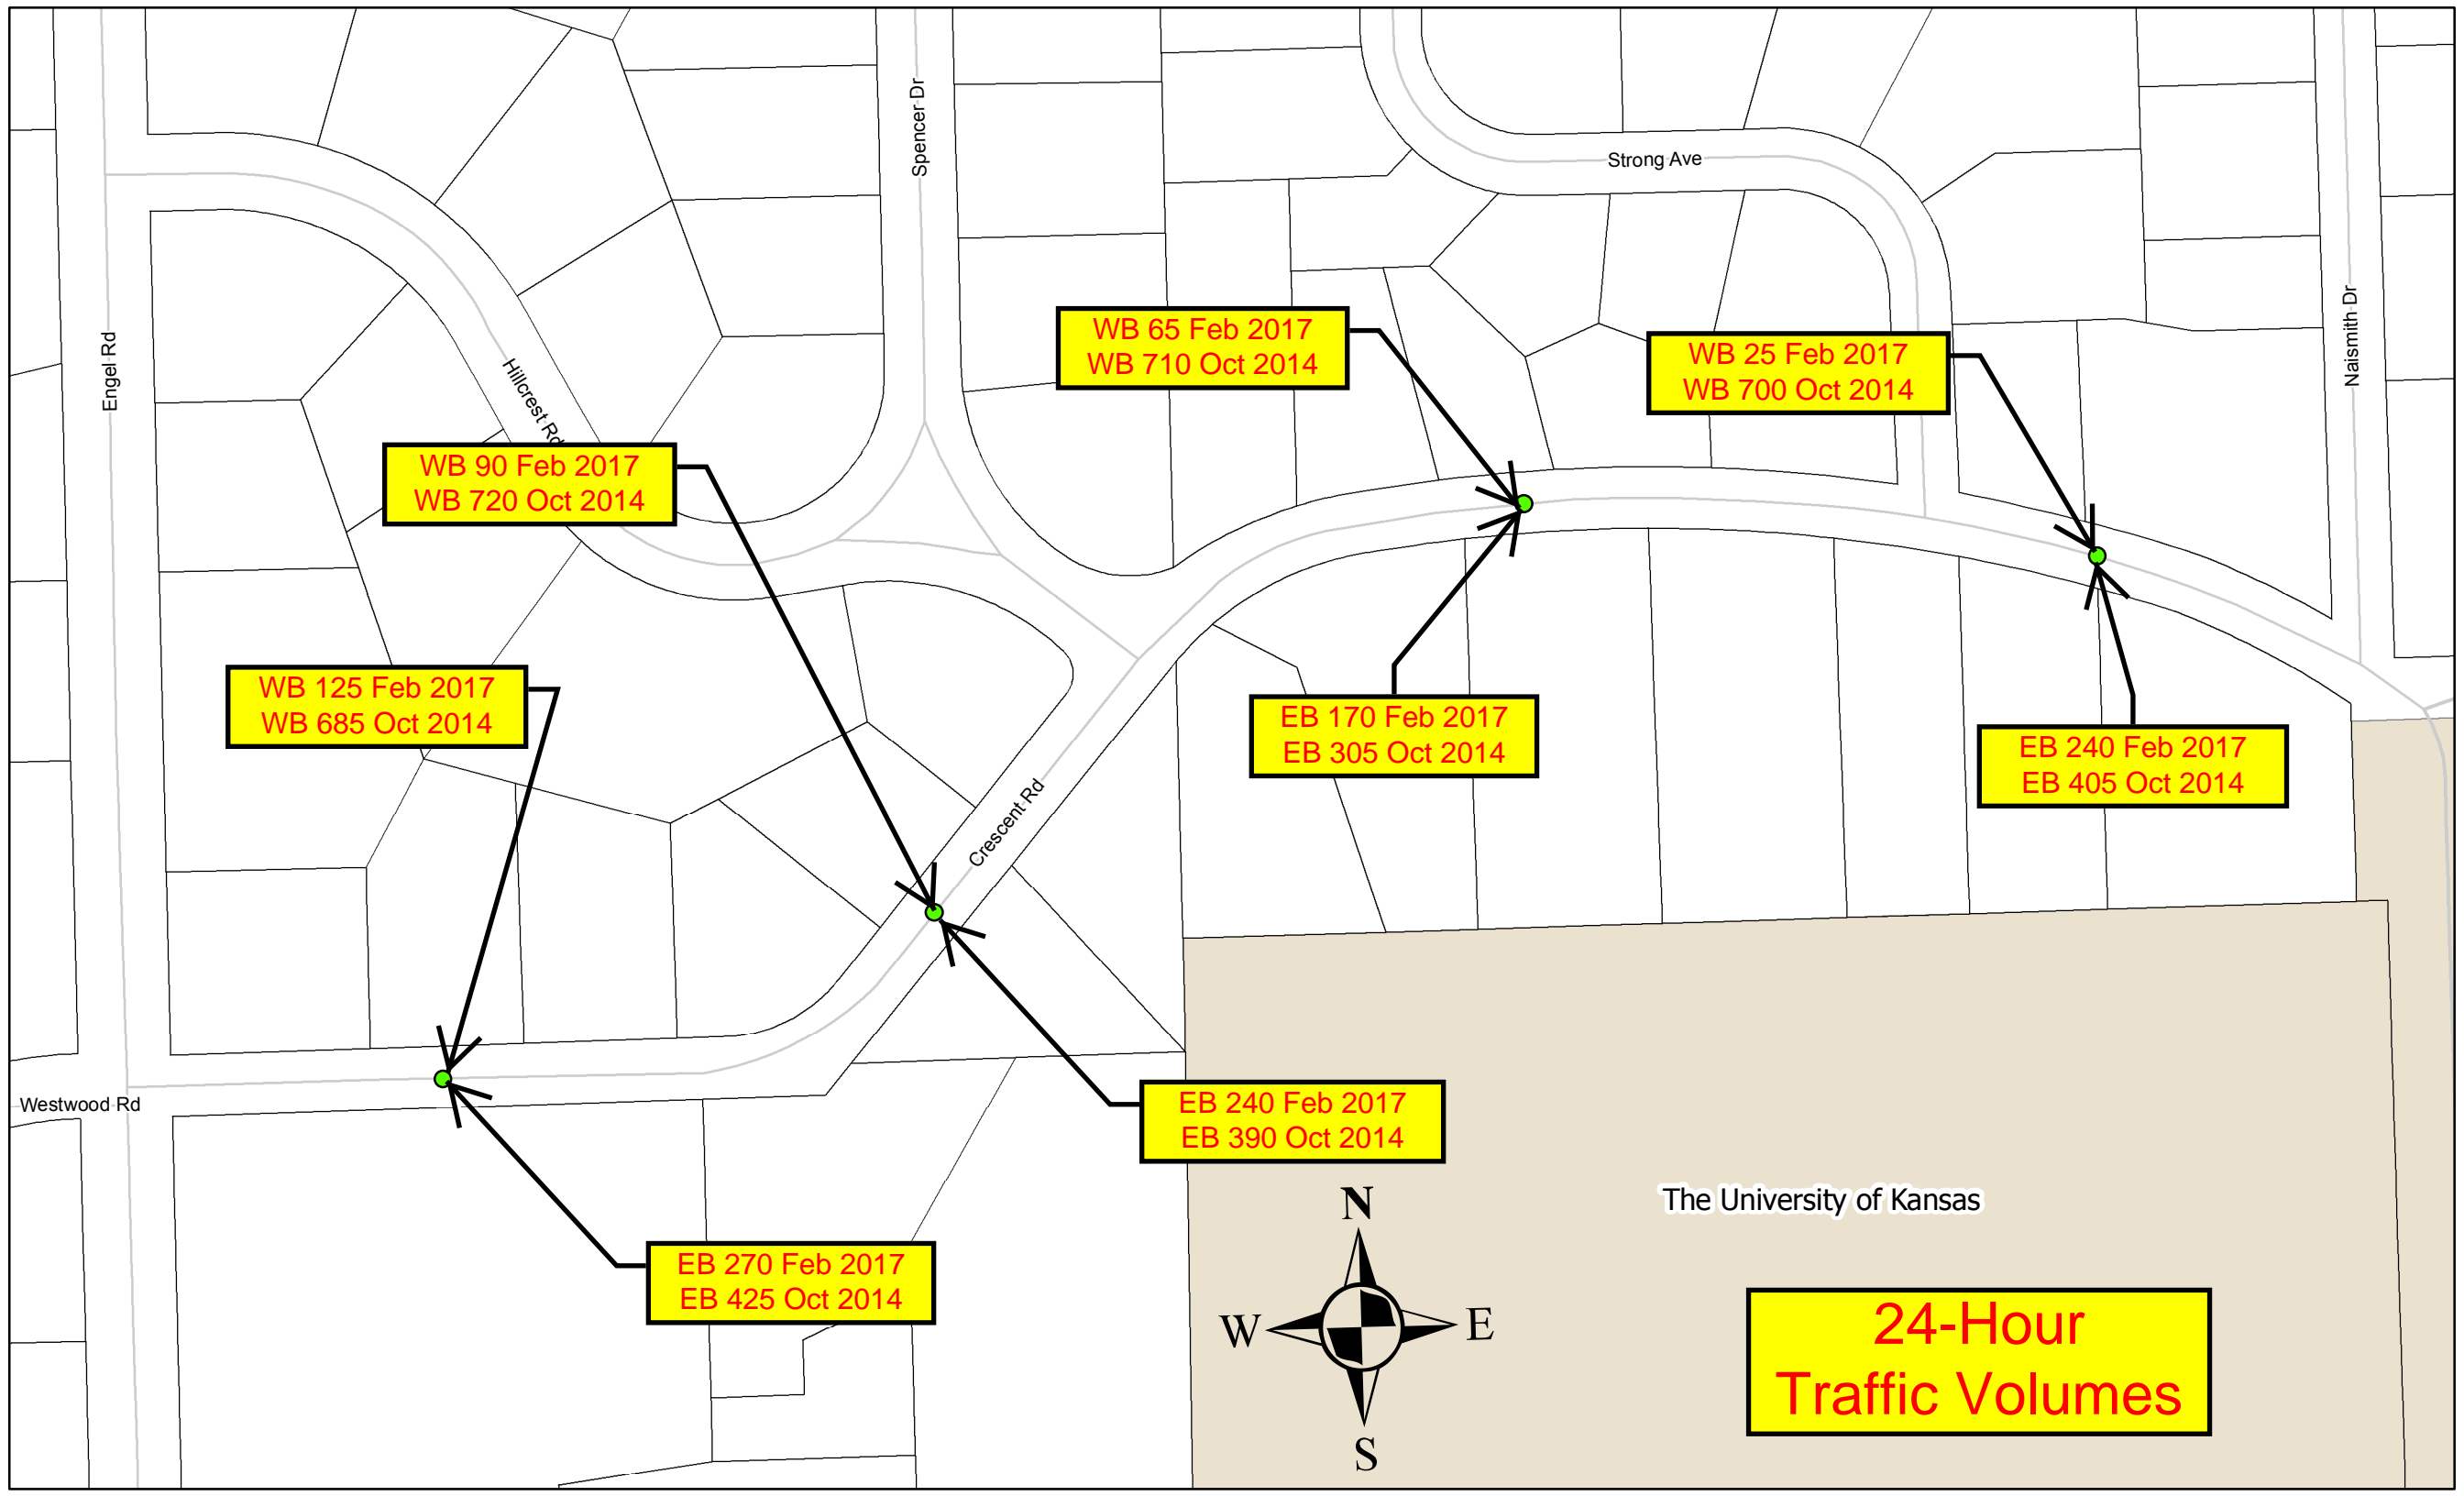 Spencer Dr
Strong Ave
Engel Rd
Hillcrest Rd
Naismith Dr
WB 65 Feb 2017
WB 710 Oct 2014
WB 25 Feb 2017
WB 700 Oct 2014
WB 90 Feb 2017
WB 720 Oct 2014
WB 125 Feb 2017
WB 685 Oct 2014
EB 170 Feb 2017
EB 305 Oct 2014
EB 240 Feb 2017
EB 405 Oct 2014
Crescent Rd
Westwood Rd
EB 240 Feb 2017
EB 390 Oct 2014
EB 270 Feb 2017
EB 425 Oct 2014
The University of Kansas
N
W
E
S
24-Hour
Traffic Volumes